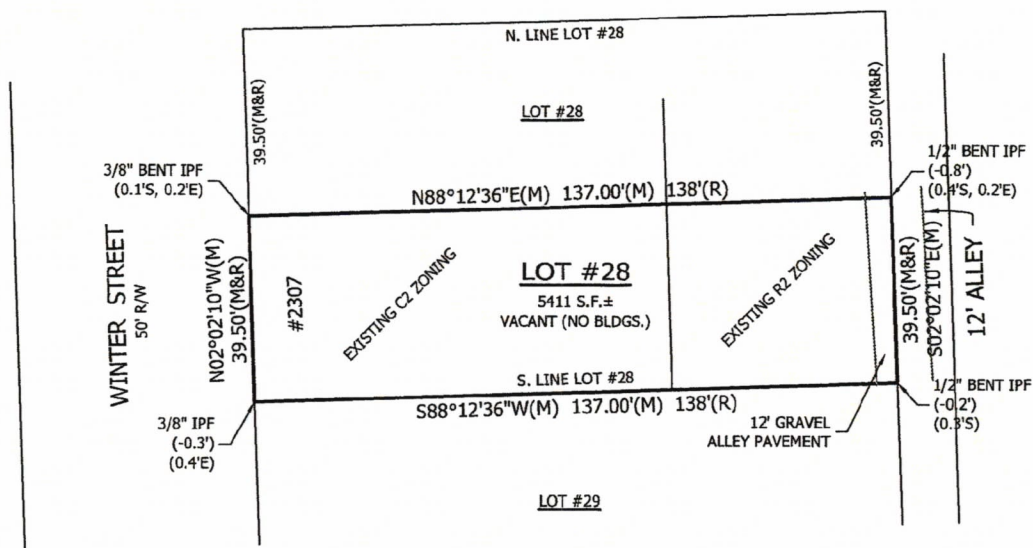 N. LINE LOT #28
39.50'(M&R)
LOT #28
39.50'(M&R)
3/8" BENT IPF
(0.1'S, 0.2'E)
1/2" BENT IPF
(-0.8')
(0.4'S, 0.2'E)
N88°12'36"E(M) 137.00'(M) 138'(R)
WINTER STREET
50' R/W
N02°02'10"W(M)
39.50'(M&R)
#2307
EXISTING C2 ZONING
LOT #28
5411 S.F.±
VACANT (NO BLDGS.)
EXISTING R2 ZONING
39.50'(M&R)
S02°02'10"E(M)
12' ALLEY
S. LINE LOT #28
S88°12'36"W(M) 137.00'(M) 138'(R)
3/8" IPF
(-0.3')
(0.4'E)
12' GRAVEL
ALLEY PAVEMENT
1/2" BENT IPF
(-0.2')
(0.3'S)
LOT #29